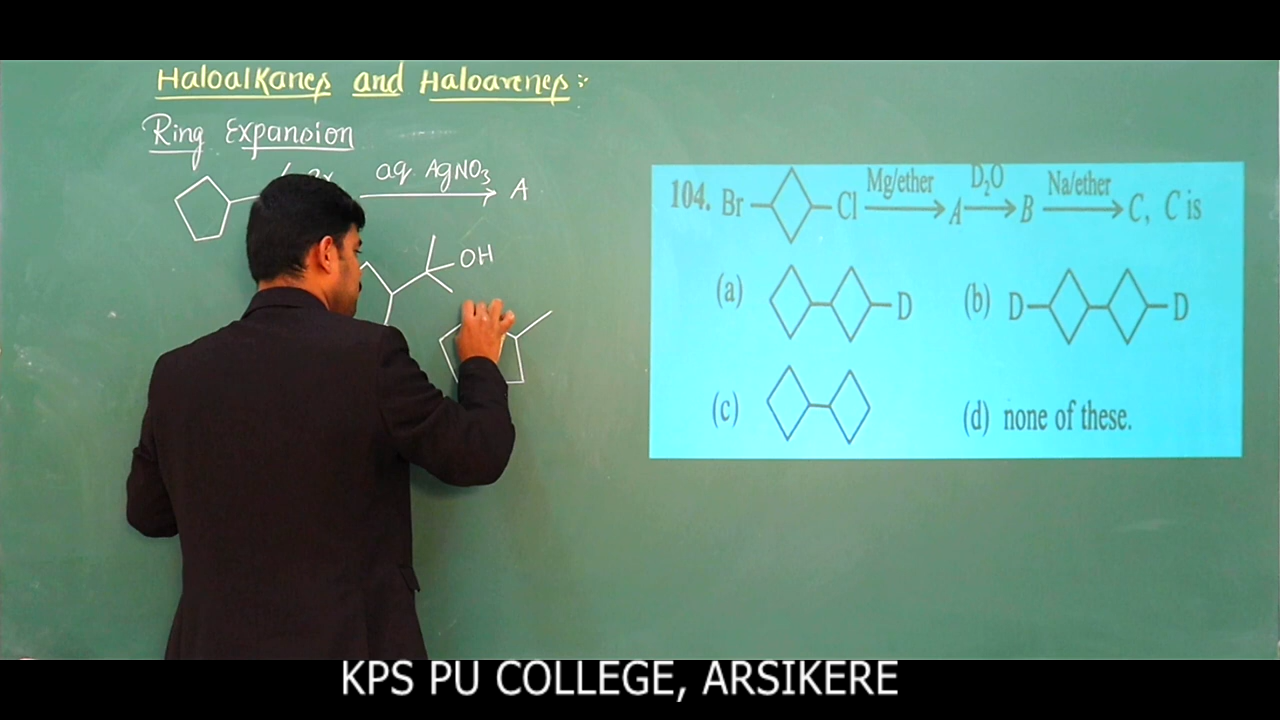 Haloalkanes and Haloarenes :
Ring Expansion
aq. AgNO3 A
OH
104. Br Cl Mg/ether A D2O B Na/ether C, C is
(a) D (b) D D
(c) (d) none of these.
KPS PU COLLEGE, ARSIKERE